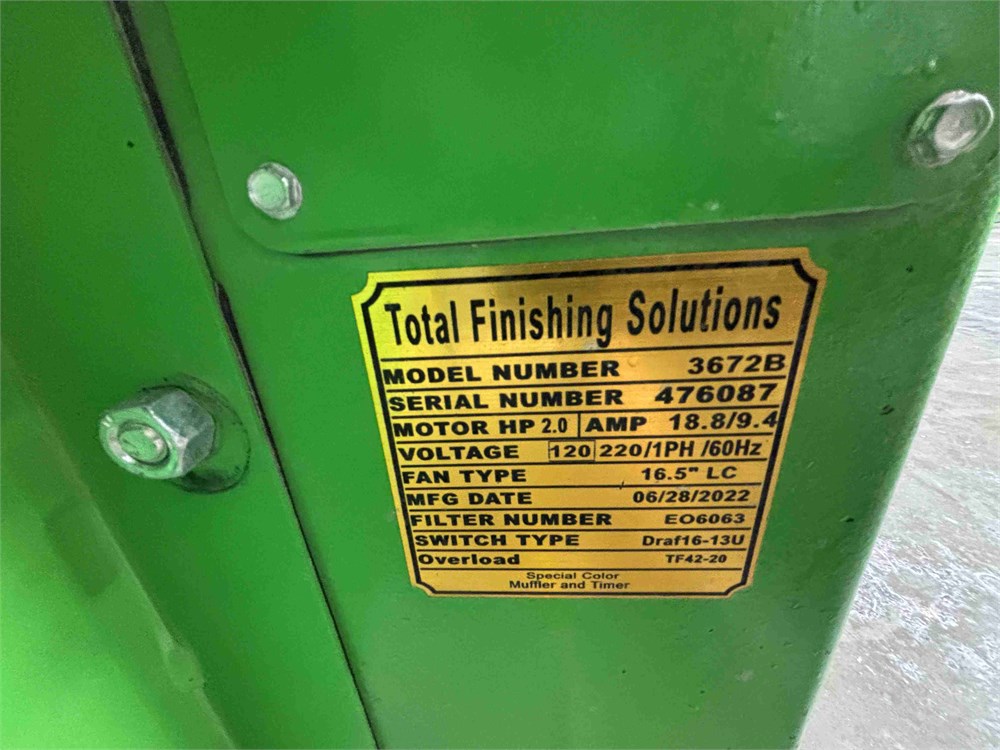 Total Finishing Solutions
MODEL NUMBER 3672B
SERIAL NUMBER 476087
MOTOR HP 2.0 AMP 18.8/9.4
VOLTAGE 120 220/1PH /60Hz
FAN TYPE 16.5" LC
MFG DATE 06/28/2022
FILTER NUMBER EO6063
SWITCH TYPE Draf16-13U
Overload TF42-20
Special Color
Muffler and Timer